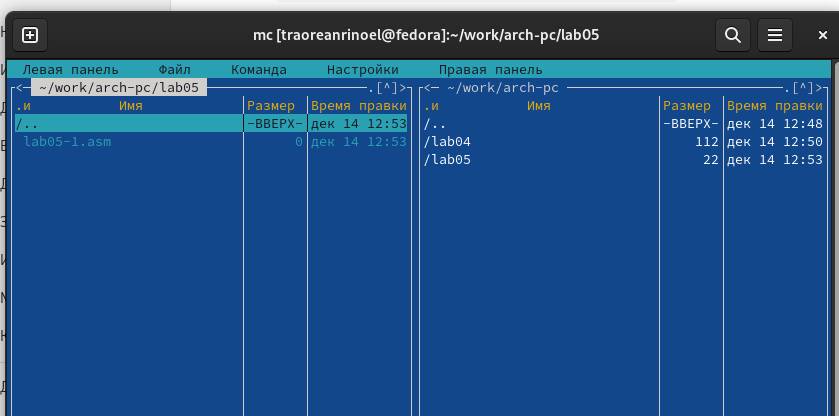 mc [traoreanrinoel@fedora]:~/work/arch-pc/lab05
Левая панель Файл Команда Настройки Правая панель
<─ ~/work/arch-pc/lab05 ─.[^]>
.и Имя Размер Время правки
/.. -ВВЕРХ- дек 14 12:53
lab05-1.asm 0 дек 14 12:53
<─ ~/work/arch-pc ─.[^]>
.и Имя Размер Время правки
/.. -ВВЕРХ- дек 14 12:48
/lab04 112 дек 14 12:50
/lab05 22 дек 14 12:53